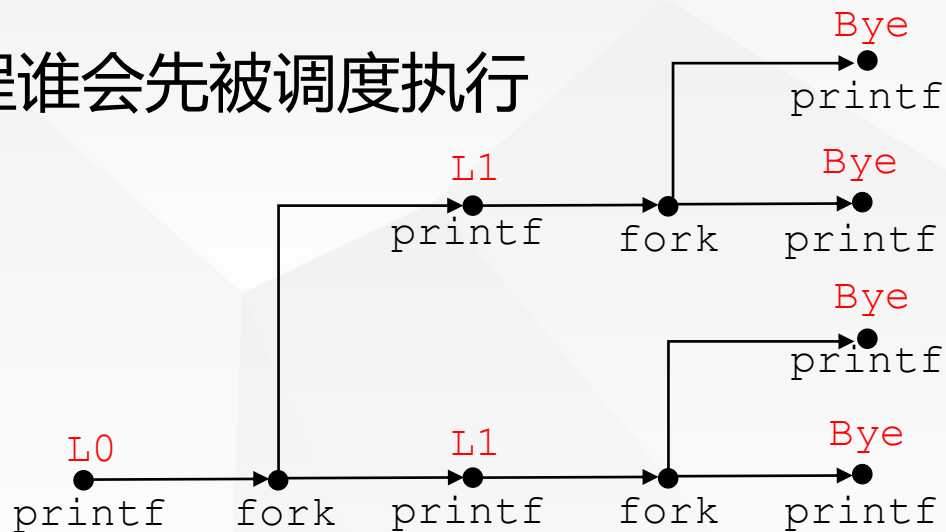 程谁会先被调度执行
Bye
printf
L1
Bye
printf
fork
printf
Bye
printf
L0
L1
Bye
printf
fork
printf
fork
printf